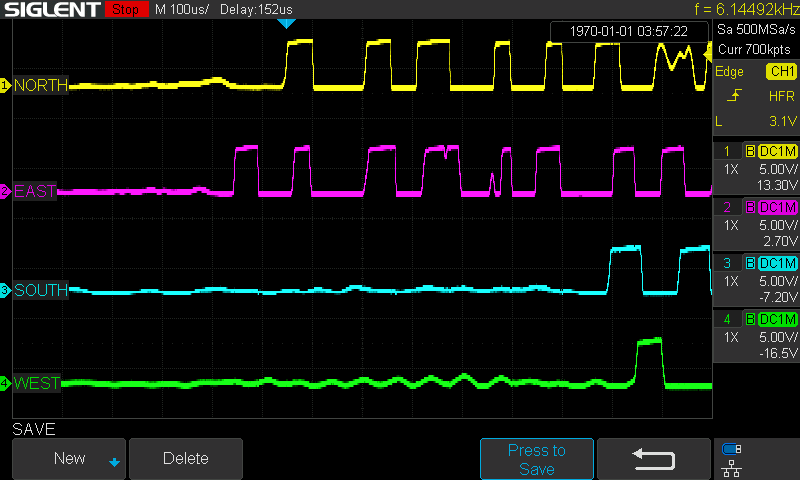 SIGLENT Stop M 100us/ Delay:152us f = 6.14492kHz
1970-01-01 03:57:22
Sa 500MSa/s
Curr 700kpts
Edge CH1
HFR
L 3.1V
1 B DC1M
1X 5.00V/
13.30V
2 B DC1M
1X 5.00V/
2.70V
3 B DC1M
1X 5.00V/
-7.20V
4 B DC1M
1X 5.00V/
-16.5V
1 NORTH
2 EAST
3 SOUTH
4 WEST
SAVE
New
Delete
Press to
Save